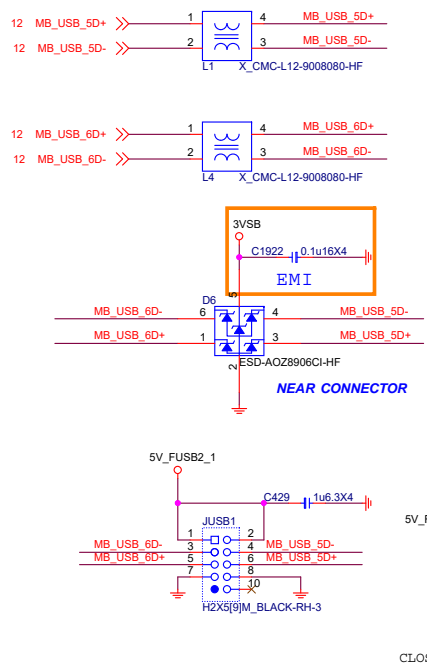 12 MB_USB_5D+ 1 4 MB_USB_5D+
12 MB_USB_5D- 2 3 MB_USB_5D-
L1 X_CMC-L12-9008080-HF
12 MB_USB_6D+ 1 4 MB_USB_6D+
12 MB_USB_6D- 2 3 MB_USB_6D-
L4 X_CMC-L12-9008080-HF
3VSB
C1922 0.1u16X4
EMI
5
D6
MB_USB_6D- 6 4 MB_USB_5D-
MB_USB_6D+ 1 3 MB_USB_5D+
2 ESD-AOZ8906CI-HF
NEAR CONNECTOR
5V_FUSB2_1
C429 1u6.3X4
5V_F
JUSB1
1 2
MB_USB_6D- 3 4 MB_USB_5D-
MB_USB_6D+ 5 6 MB_USB_5D+
7 8
10
H2X5[9]M_BLACK-RH-3
CLOS